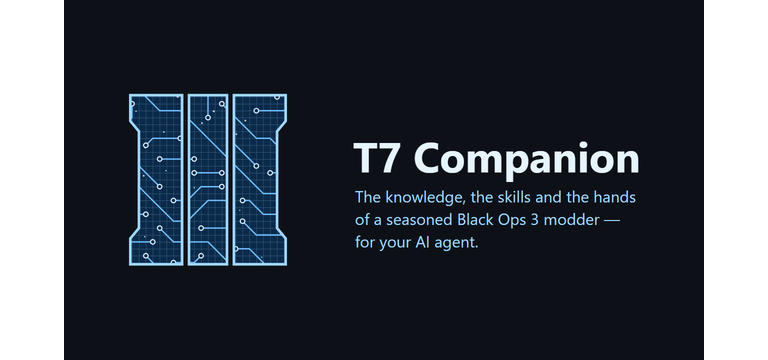 T7 Companion
The knowledge, the skills and the hands
of a seasoned Black Ops 3 modder —
for your AI agent.